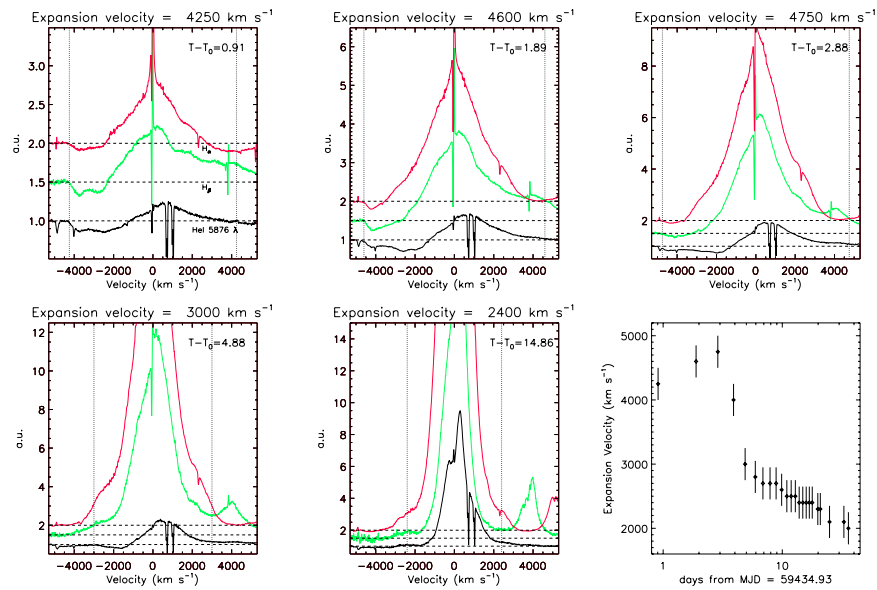 Expansion velocity = 4250 km s⁻¹
Expansion velocity = 4600 km s⁻¹
Expansion velocity = 4750 km s⁻¹
T−T₀=0.91
3.0
2.5
2.0
1.5
1.0
a.u.
Hα
Hβ
HeI 5876 λ
−4000 −2000 0 2000 4000
Velocity (km s⁻¹)
T−T₀=1.89
6
5
4
3
2
1
a.u.
−4000 −2000 0 2000 4000
Velocity (km s⁻¹)
T−T₀=2.88
8
6
4
2
a.u.
−4000 −2000 0 2000 4000
Velocity (km s⁻¹)
Expansion velocity = 3000 km s⁻¹
Expansion velocity = 2400 km s⁻¹
T−T₀=4.88
12
10
8
6
4
2
a.u.
−4000 −2000 0 2000 4000
Velocity (km s⁻¹)
T−T₀=14.86
14
12
10
8
6
4
2
a.u.
−4000 −2000 0 2000 4000
Velocity (km s⁻¹)
5000
4000
3000
2000
Expansion Velocity (km s⁻¹)
1 10
days from MJD = 59434.93